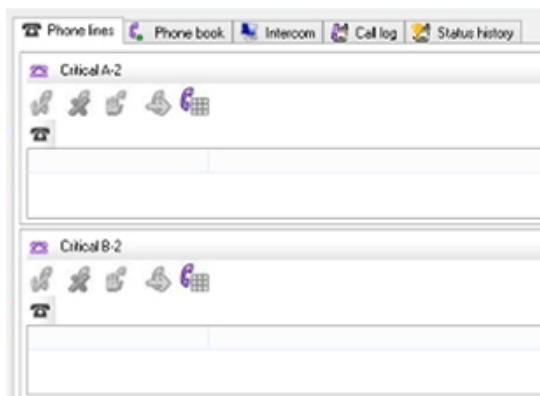 Phone lines Phone book Intercom Call log Status history
Critical A-2
Critical B-2